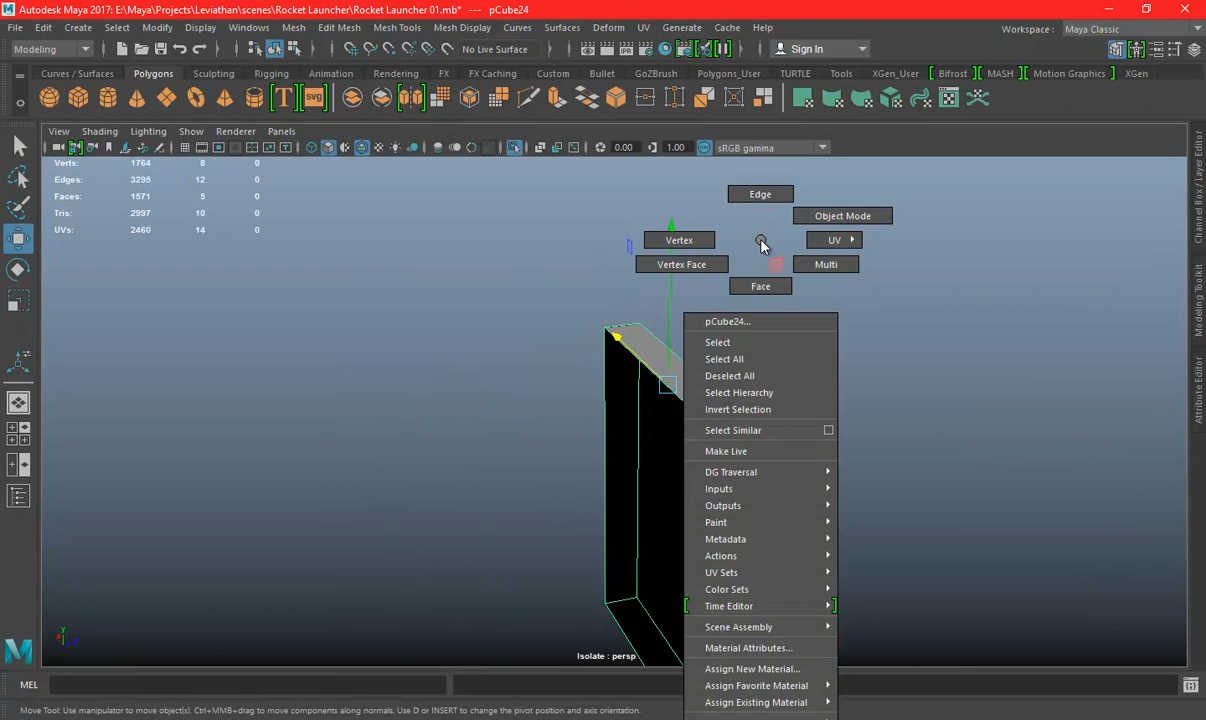 Autodesk Maya 2017: E:\Maya\Projects\Leviathan\scenes\Rocket Launcher\Rocket Launcher 01.mb* --- pCube24
File Edit Create Select Modify Display Windows Mesh Edit Mesh Mesh Tools Mesh Display Curves Surfaces Deform UV Generate Cache Help Workspace : Maya Classic
Modeling No Live Surface Sign In
Curves / Surfaces Polygons Sculpting Rigging Animation Rendering FX FX Caching Custom Bullet GoZBrush Polygons_User TURTLE Tools XGen_User Bifrost MASH Motion Graphics XGen
T svg
View Shading Lighting Show Renderer Panels
0.00 1.00 sRGB gamma
Verts: 1764 8 0
Edges: 3295 12 0
Faces: 1571 5 0
Tris: 2997 10 0
UVs: 2460 14 0
Edge
Object Mode
Vertex UV
Vertex Face Multi
Face
pCube24...
Select
Select All
Deselect All
Select Hierarchy
Invert Selection
Select Similar
Make Live
DG Traversal
Inputs
Outputs
Paint
Metadata
Actions
UV Sets
Color Sets
Time Editor
Scene Assembly
Material Attributes...
Assign New Material...
Assign Favorite Material
Assign Existing Material
Channel Box / Layer Editor
Modeling Toolkit
Attribute Editor
y
Isolate : persp
MEL
Move Tool: Use manipulator to move object(s). Ctrl+MMB+drag to move components along normals. Use D or INSERT to change the pivot position and axis orientation.